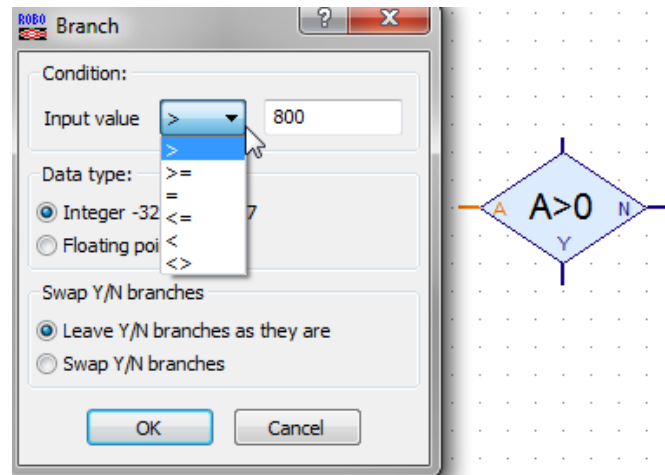 ROBO Branch ?
Condition:
Input value > 800
>
>=
=
<=
<
<>
Data type:
Integer -32 7
Floating poi
Swap Y/N branches
Leave Y/N branches as they are
Swap Y/N branches
OK Cancel
A A>0 N
Y